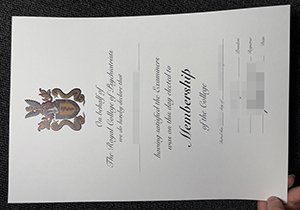 On behalf of
The Royal College of Psychiatrists
we do hereby declare that
having satisfied the Examiners
was on this day elected to
Membership
of the College